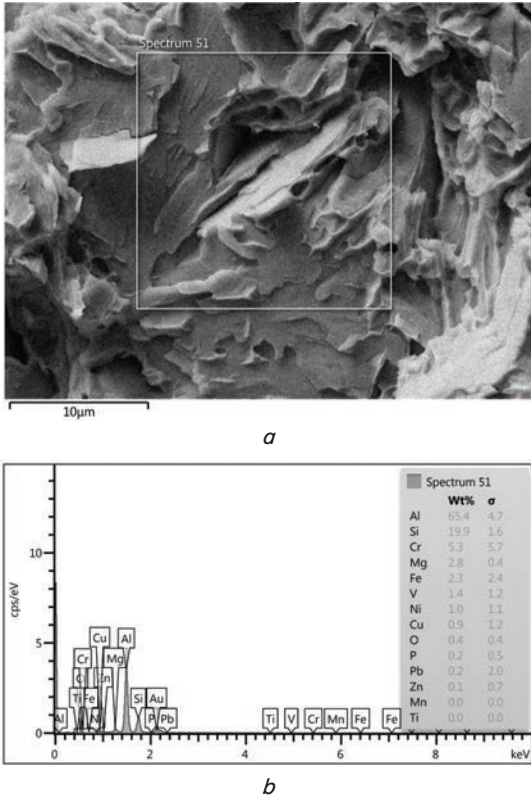 Spectrum 51
10μm
a
Spectrum 51
Wt% σ
Al 65.4 4.7
Si 19.9 1.6
Cr 5.3 5.7
Mg 2.8 0.4
Fe 2.3 2.4
V 1.4 1.2
Ni 1.0 1.1
Cu 0.9 1.2
O 0.4 0.4
P 0.2 0.5
Pb 0.2 2.0
Zn 0.1 0.7
Mn 0.0 0.0
Ti 0.0 0.0
cps/eV
10
5
0
Cu Al
Cr Mg
O Zn
Ti Fe Si Au
Al Ni P Pb Ti V Cr Mn Fe Fe
0 2 4 6 8 keV
b